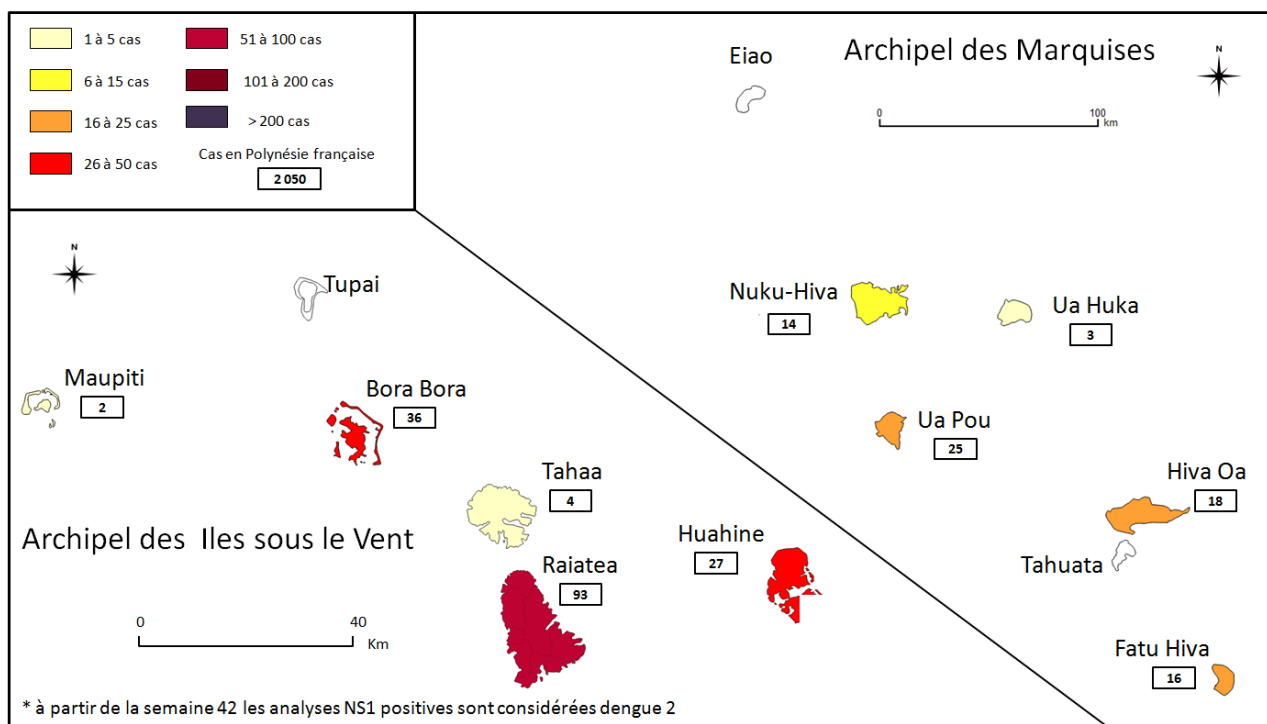 1 à 5 cas
6 à 15 cas
16 à 25 cas
26 à 50 cas
51 à 100 cas
101 à 200 cas
> 200 cas
Cas en Polynésie française
2 050
Archipel des Marquises
N
0 100
km
Eiao
Nuku-Hiva
14
Ua Huka
3
Ua Pou
25
Hiva Oa
18
Tahuata
Fatu Hiva
16
N
Tupai
Maupiti
2
Bora Bora
36
Tahaa
4
Archipel des Iles sous le Vent
Huahine
27
Raiatea
93
0 40
Km
* à partir de la semaine 42 les analyses NS1 positives sont considérées dengue 2